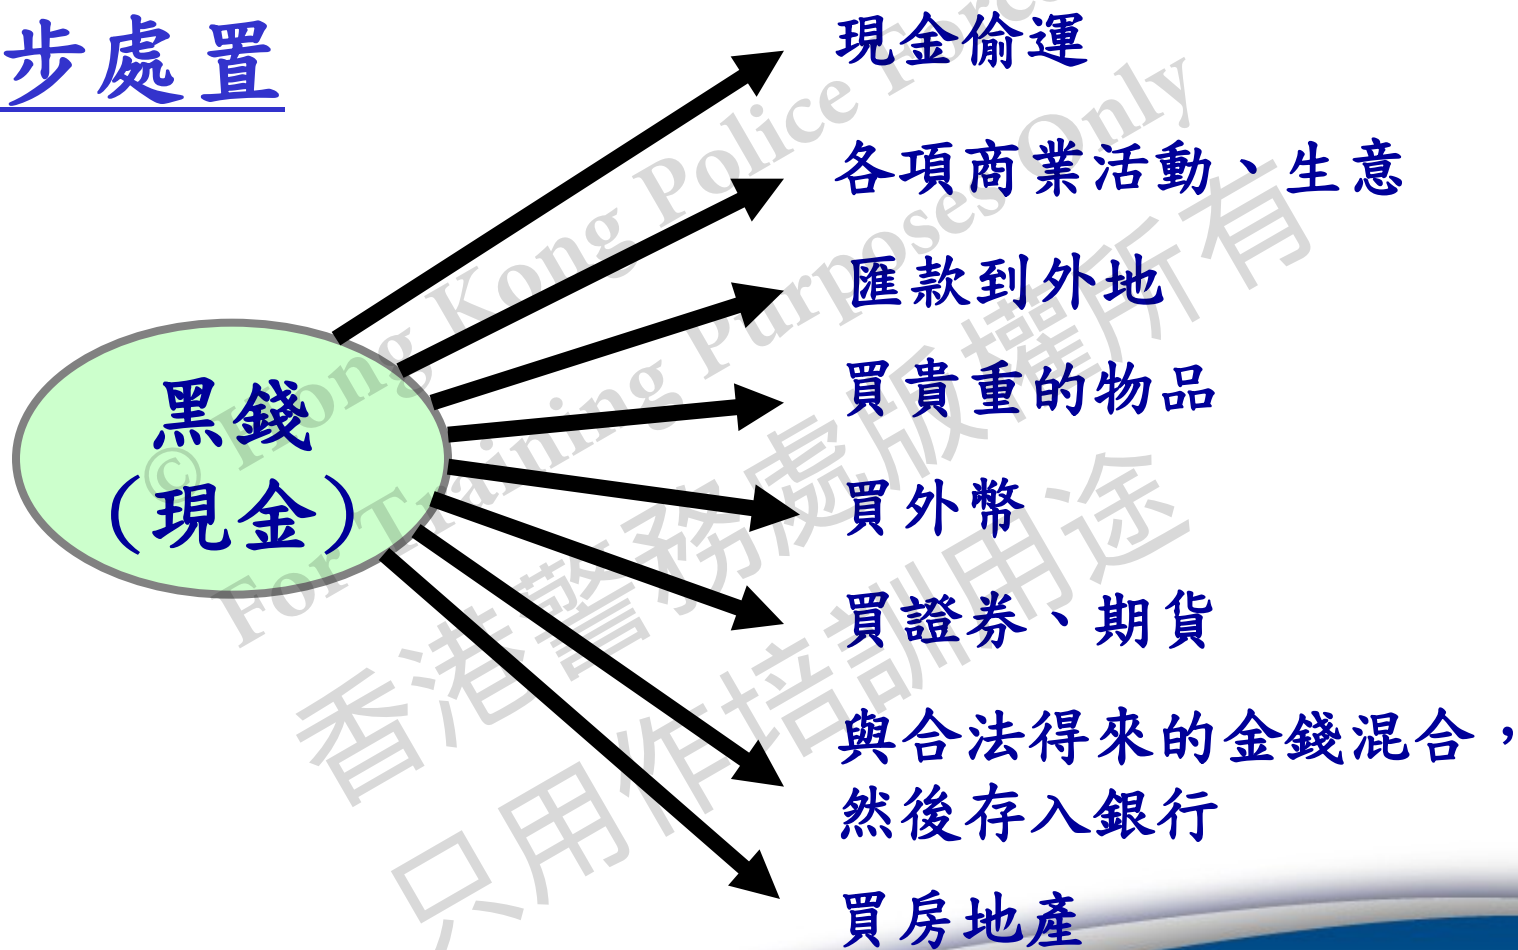 步處置
現金偷運
各項商業活動、生意
匯款到外地
買貴重的物品
黑錢
（現金）
買外幣
買證券、期貨
與合法得來的金錢混合，
然後存入銀行
買房地產
© Hong Kong Police Force
For Training Purposes Only
香港警務處版權所有
只用作培訓用途